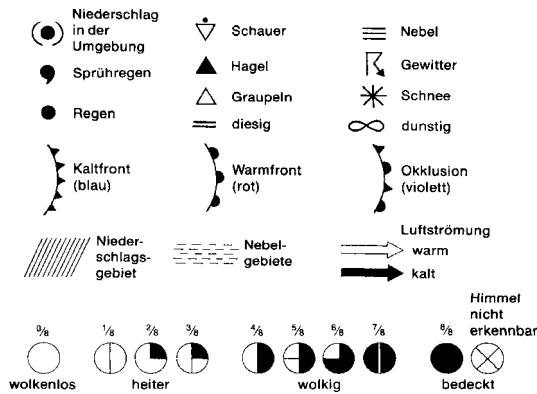 Niederschlag
in der
Umgebung
Schauer
Nebel
Sprühregen
Hagel
Gewitter
Graupeln
Schnee
Regen
diesig
dunstig
Kaltfront
(blau)
Warmfront
(rot)
Okklusion
(violett)
Nieder-
schlags-
gebiet
Nebel-
gebiete
Luftströmung
warm
kalt
0/8
1/8
2/8
3/8
4/8
5/8
6/8
7/8
8/8
Himmel
nicht
erkennbar
wolkenlos
heiter
wolkig
bedeckt